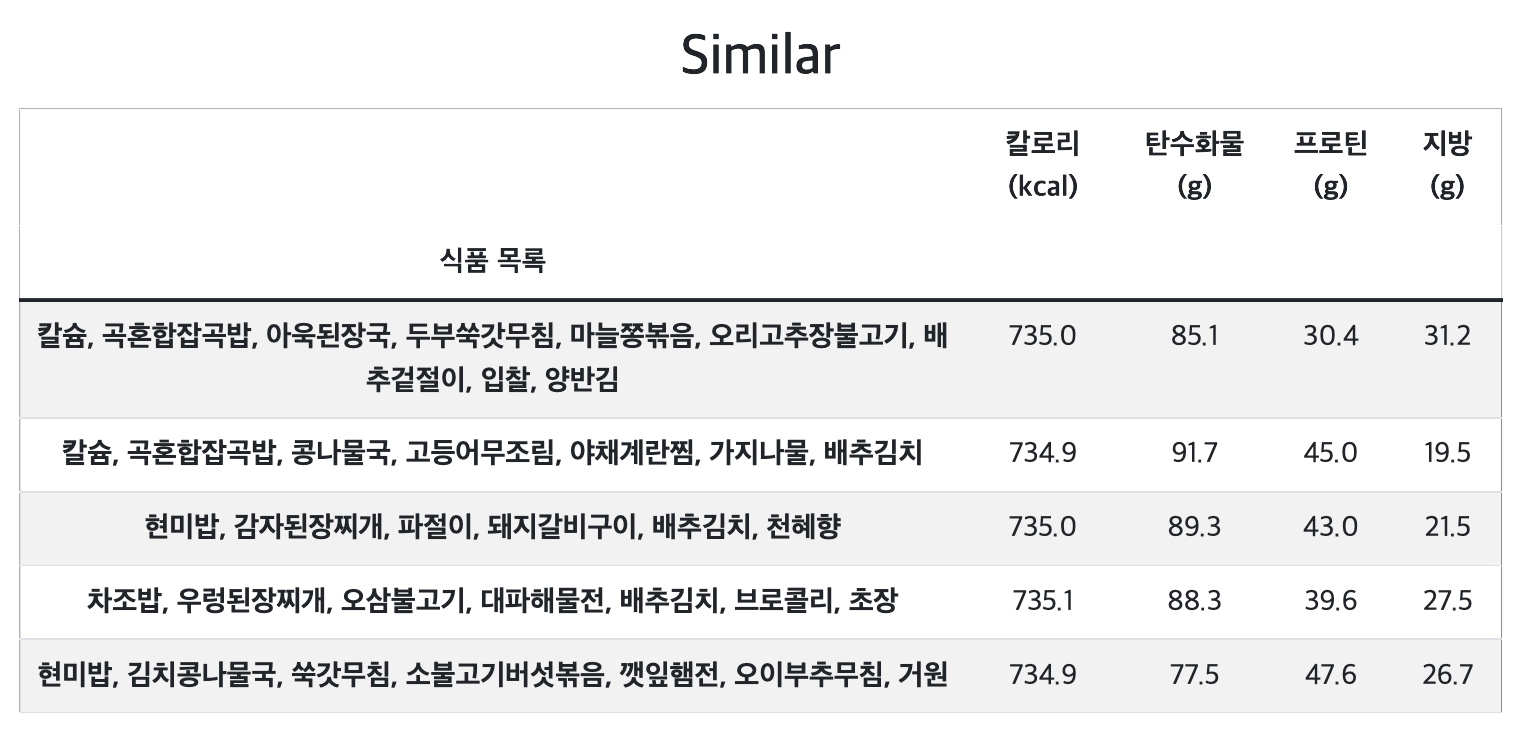 Similar
칼로리 탄수화물 프로틴 지방
(kcal) (g) (g) (g)
식품 목록
칼슘, 곡혼합잡곡밥, 아욱된장국, 두부쑥갓무침, 마늘쫑볶음, 오리고추장불고기, 배 735.0 85.1 30.4 31.2
추겉절이, 입찰, 양반김
칼슘, 곡혼합잡곡밥, 콩나물국, 고등어무조림, 야채계란찜, 가지나물, 배추김치 734.9 91.7 45.0 19.5
현미밥, 감자된장찌개, 파절이, 돼지갈비구이, 배추김치, 천혜향 735.0 89.3 43.0 21.5
차조밥, 우렁된장찌개, 오삼불고기, 대파해물전, 배추김치, 브로콜리, 초장 735.1 88.3 39.6 27.5
현미밥, 김치콩나물국, 쑥갓무침, 소불고기버섯볶음, 깻잎햄전, 오이부추무침, 거원 734.9 77.5 47.6 26.7